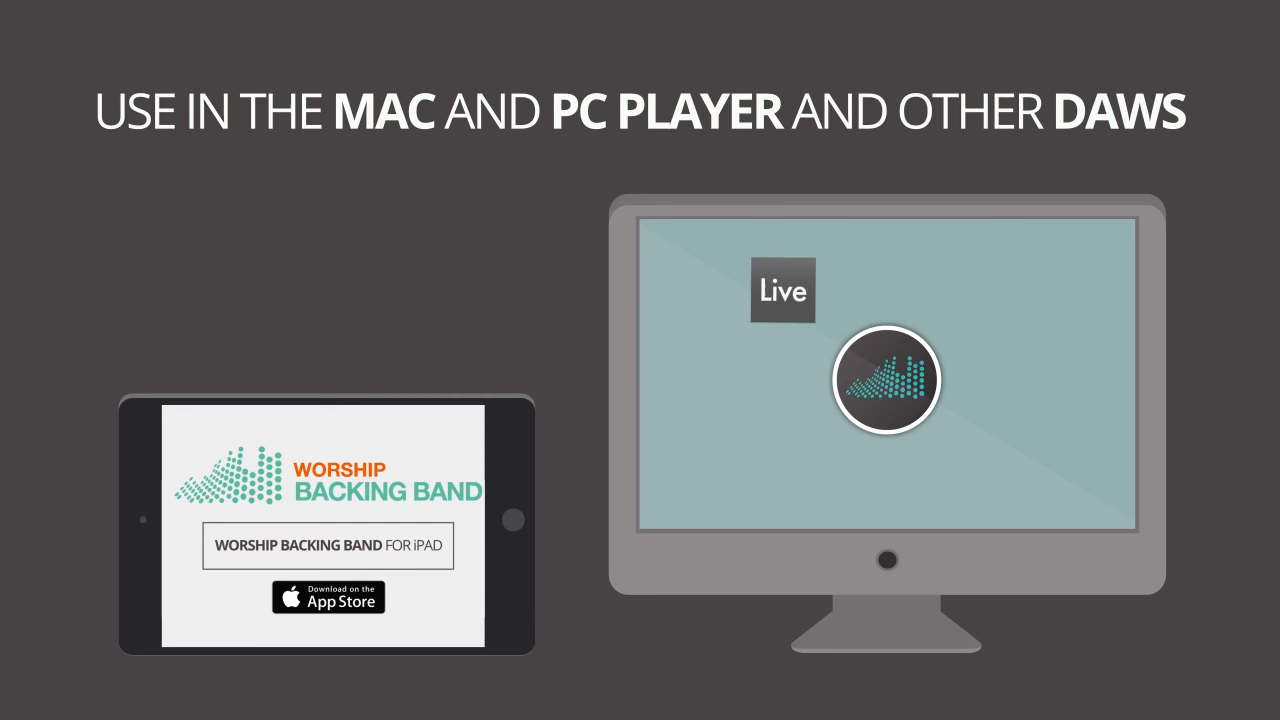 USE IN THE MAC AND PC PLAYER AND OTHER DAWS
Live
WORSHIP
BACKING BAND
WORSHIP BACKING BAND FOR iPAD
Download on the
App Store